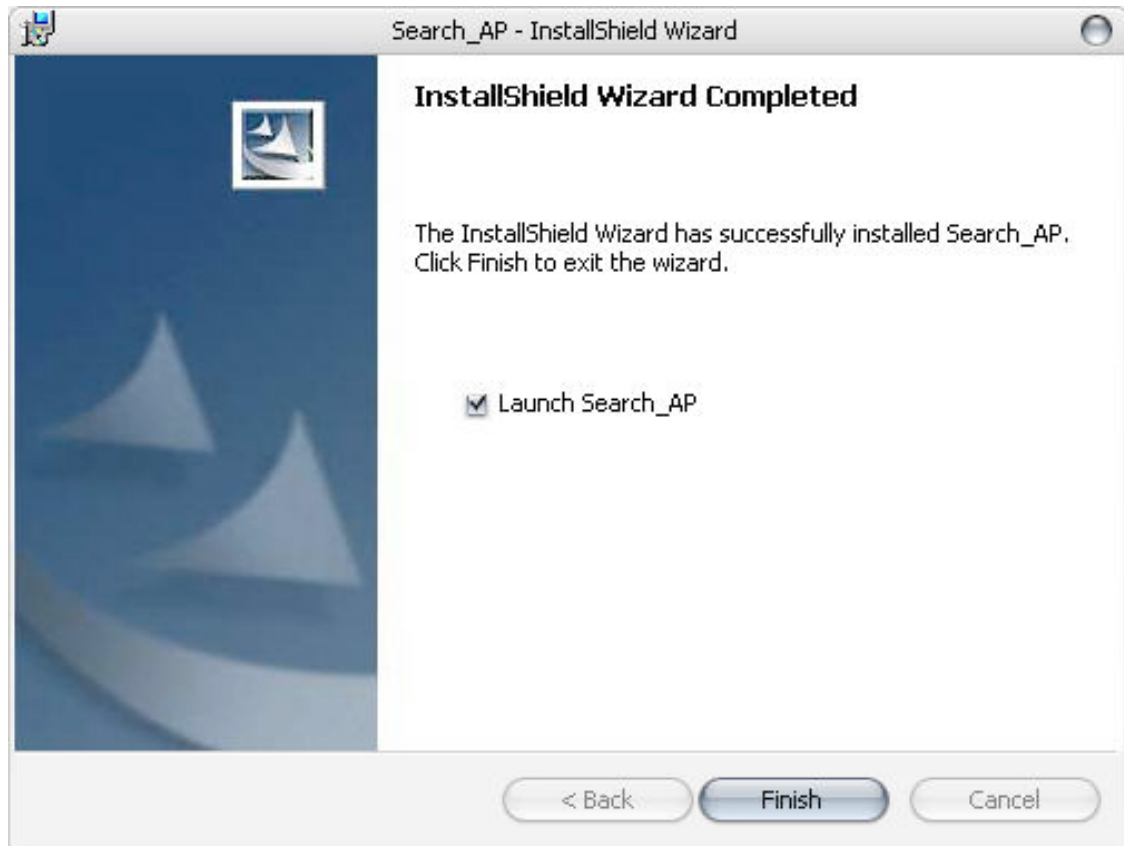 Search_AP - InstallShield Wizard
InstallShield Wizard Completed
The InstallShield Wizard has successfully installed Search_AP.
Click Finish to exit the wizard.
Launch Search_AP
< Back Finish Cancel